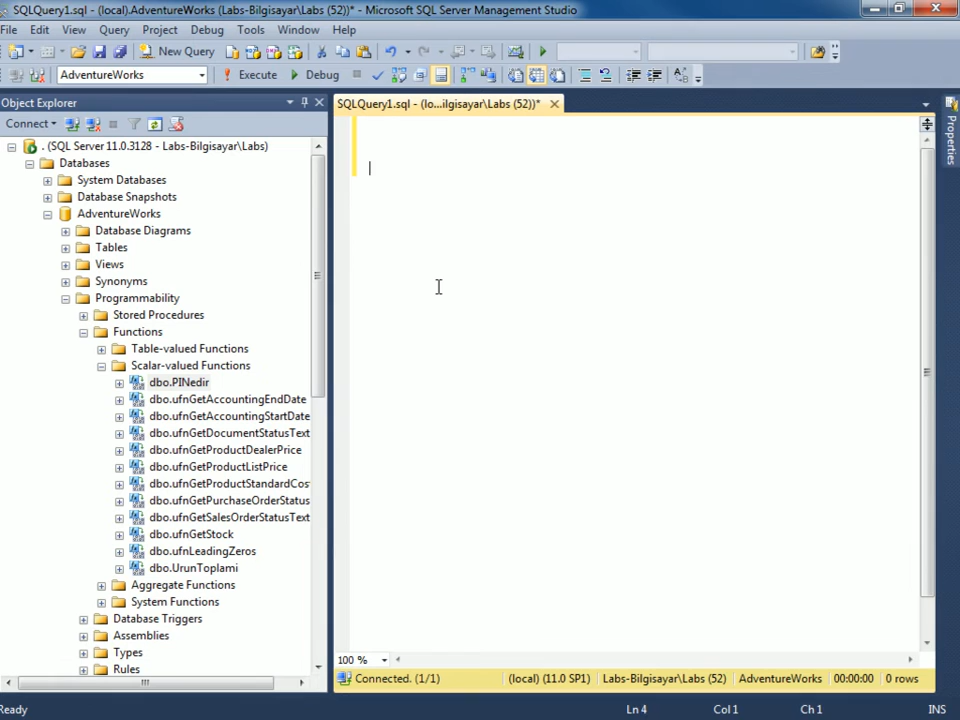 SQLQuery1.sql - (local).AdventureWorks (Labs-Bilgisayar\Labs (52))* - Microsoft SQL Server Management Studio
File Edit View Query Project Debug Tools Window Help
New Query
AdventureWorks Execute Debug
Object Explorer
SQLQuery1.sql - (lo...ilgisayar\Labs (52))*
Properties
Connect
. (SQL Server 11.0.3128 - Labs-Bilgisayar\Labs)
Databases
System Databases
Database Snapshots
AdventureWorks
Database Diagrams
Tables
Views
Synonyms
Programmability
Stored Procedures
Functions
Table-valued Functions
Scalar-valued Functions
dbo.PINedir
dbo.ufnGetAccountingEndDate
dbo.ufnGetAccountingStartDate
dbo.ufnGetDocumentStatusText
dbo.ufnGetProductDealerPrice
dbo.ufnGetProductListPrice
dbo.ufnGetProductStandardCos
dbo.ufnGetPurchaseOrderStatus
dbo.ufnGetSalesOrderStatusText
dbo.ufnGetStock
dbo.ufnLeadingZeros
dbo.UrunToplami
Aggregate Functions
System Functions
Database Triggers
Assemblies
Types
Rules
100 %
Connected. (1/1) (local) (11.0 SP1) Labs-Bilgisayar\Labs (52) AdventureWorks 00:00:00 0 rows
Ready Ln 4 Col 1 Ch 1 INS